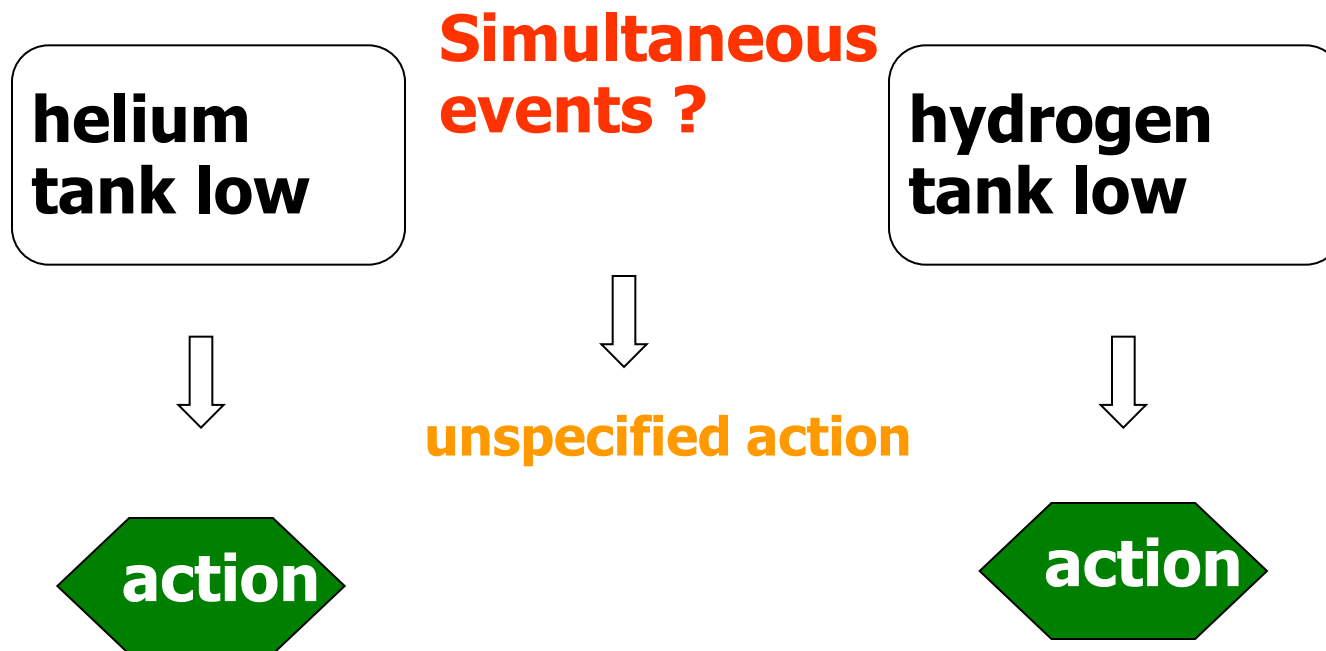 helium
tank low
Simultaneous
events ?
hydrogen
tank low
unspecified action
action
action